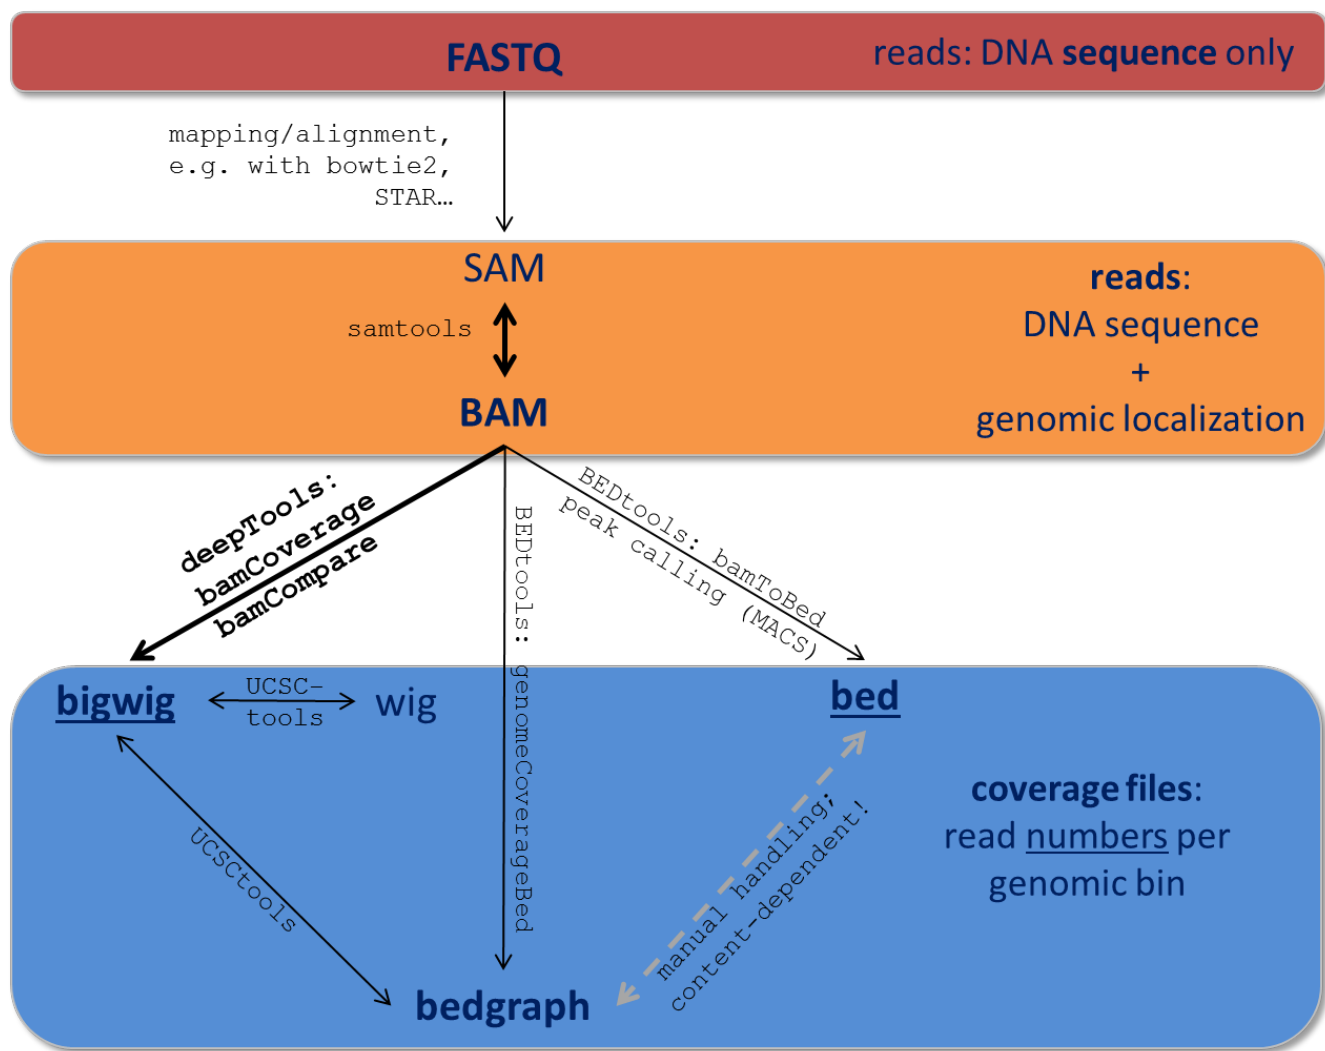 FASTQ
reads: DNA sequence only
mapping/alignment,
e.g. with bowtie2,
STAR…
SAM
samtools
BAM
reads:
DNA sequence
+
genomic localization
deepTools:
bamCoverage
bamCompare
BEDtools: genomeCoverageBed
BEDtools: bamToBed
peak calling (MACS)
bigwig
UCSC-
tools
wig
bed
UCSCtools
manual handling;
content-dependent!
coverage files:
read numbers per
genomic bin
bedgraph